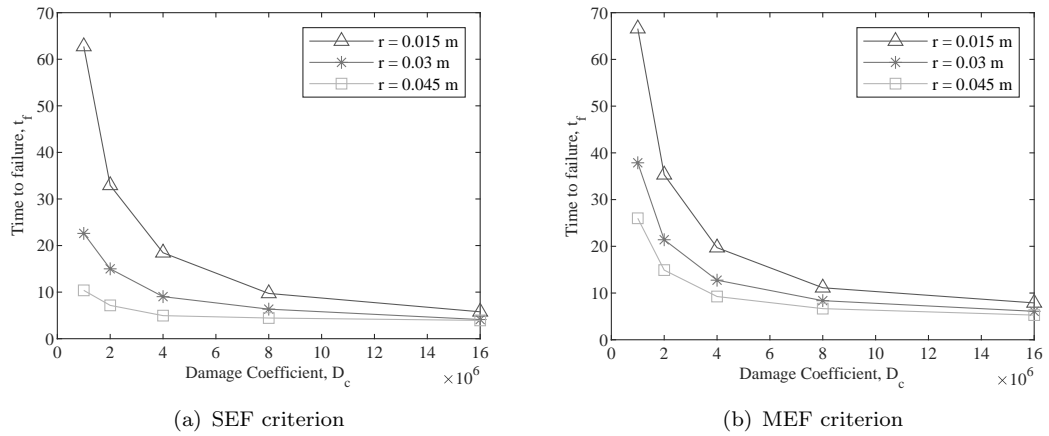 70
60
50
40
30
20
10
0
Time to failure, t_f
r = 0.015 m
r = 0.03 m
r = 0.045 m
0 2 4 6 8 10 12 14 16
Damage Coefficient, D_c
×10^6
(a) SEF criterion
70
60
50
40
30
20
10
0
Time to failure, t_f
r = 0.015 m
r = 0.03 m
r = 0.045 m
0 2 4 6 8 10 12 14 16
Damage Coefficient, D_c
×10^6
(b) MEF criterion